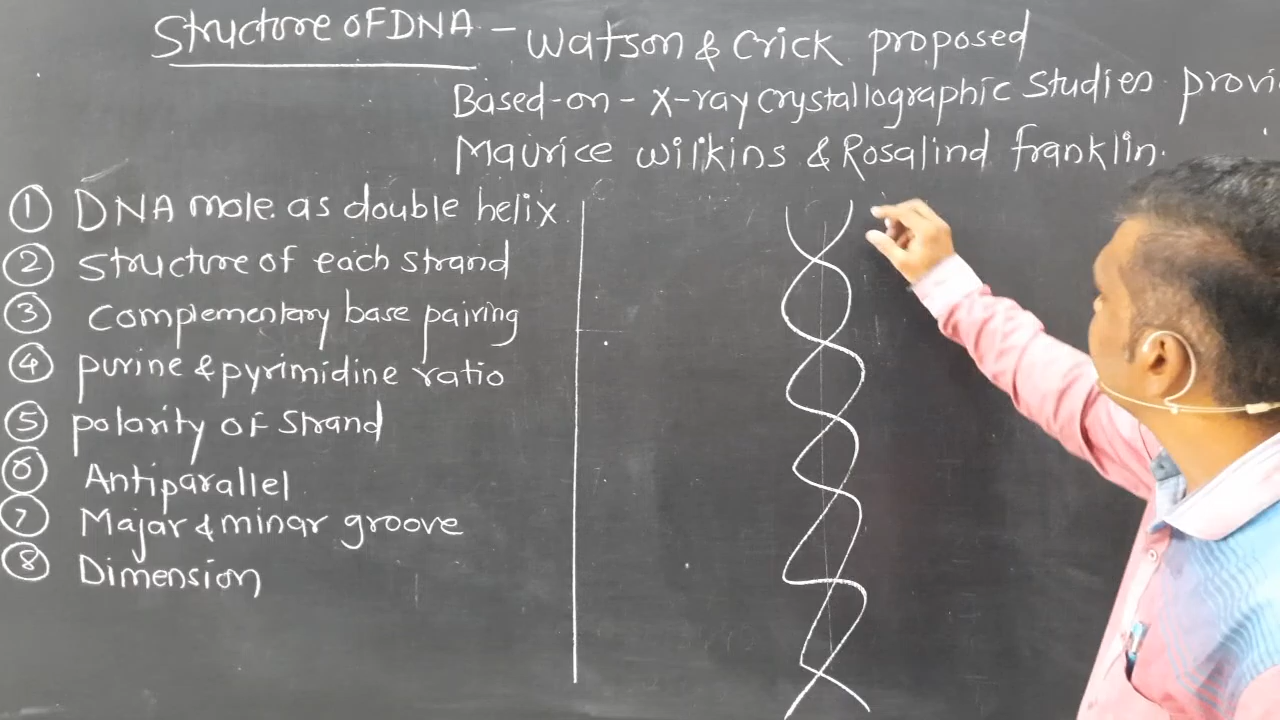 Structure OF DNA - Watson & Crick proposed
Based-on - X-ray crystallographic Studies provi
Maurice wilkins & Rosalind franklin.
① DNA mole. as double helix
② Structure of each strand
③ Complementary base pairing
④ purine & pyrimidine ratio
⑤ polarity of Strand
⑥ Antiparallel
⑦ Majar & minar groove
⑧ Dimension